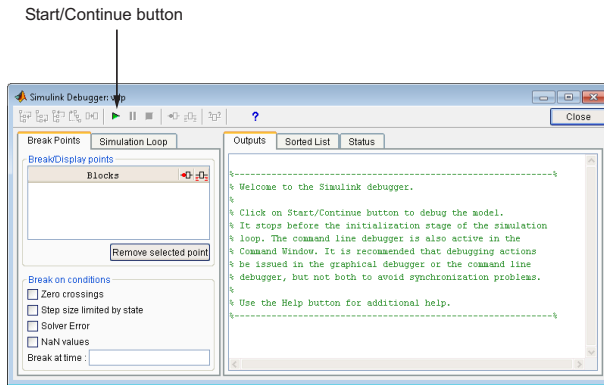 Start/Continue button
Simulink Debugger: vdp
?
Close
Break Points
Simulation Loop
Break/Display points
Blocks
Remove selected point
Break on conditions
Zero crossings
Step size limited by state
Solver Error
NaN values
Break at time :
Outputs
Sorted List
Status
%----------------------------------------------------------%
% Welcome to the Simulink debugger.
%
% Click on Start/Continue button to debug the model.
% It stops before the initialization stage of the simulation
% loop. The command line debugger is also active in the
% Command Window. It is recommended that debugging actions
% be issued in the graphical debugger or the command line
% debugger, but not both to avoid synchronization problems.
%
% Use the Help button for additional help.
%----------------------------------------------------------%